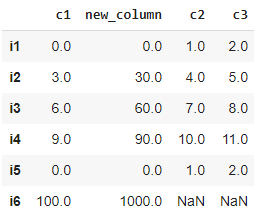 c1 new_column c2 c3
i1 0.0 0.0 1.0 2.0
i2 3.0 30.0 4.0 5.0
i3 6.0 60.0 7.0 8.0
i4 9.0 90.0 10.0 11.0
i5 0.0 0.0 1.0 2.0
i6 100.0 1000.0 NaN NaN